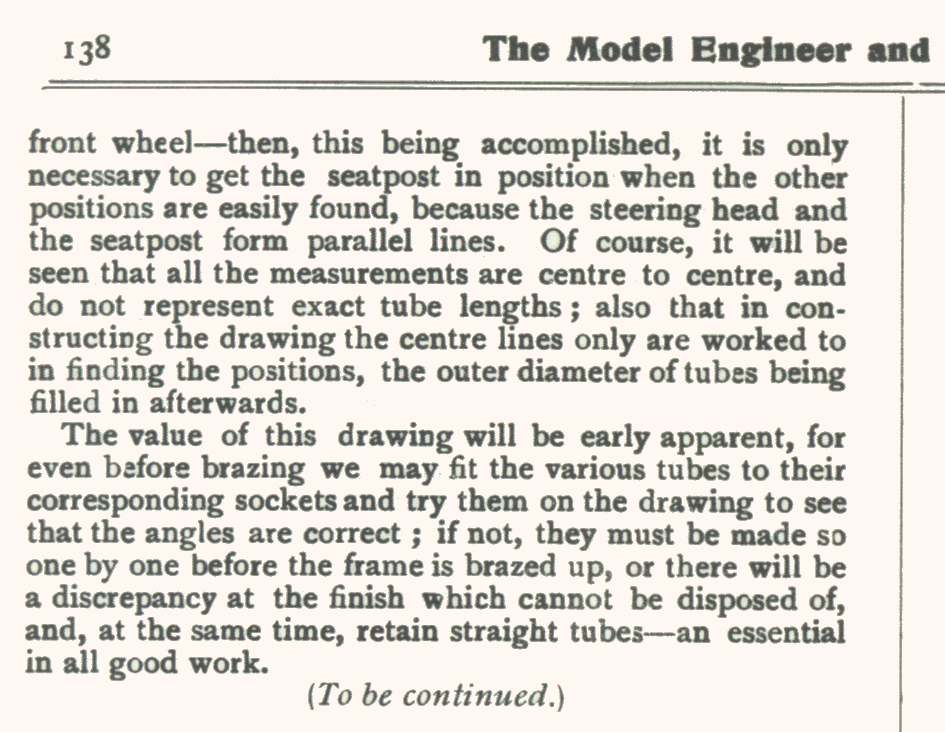 138
The Model Engineer and
front wheel—then, this being accomplished, it is only
necessary to get the seatpost in position when the other
positions are easily found, because the steering head and
the seatpost form parallel lines. Of course, it will be
seen that all the measurements are centre to centre, and
do not represent exact tube lengths; also that in con-
structing the drawing the centre lines only are worked to
in finding the positions, the outer diameter of tubes being
filled in afterwards.
The value of this drawing will be early apparent, for
even before brazing we may fit the various tubes to their
corresponding sockets and try them on the drawing to see
that the angles are correct; if not, they must be made so
one by one before the frame is brazed up, or there will be
a discrepancy at the finish which cannot be disposed of,
and, at the same time, retain straight tubes—an essential
in all good work.
(To be continued.)